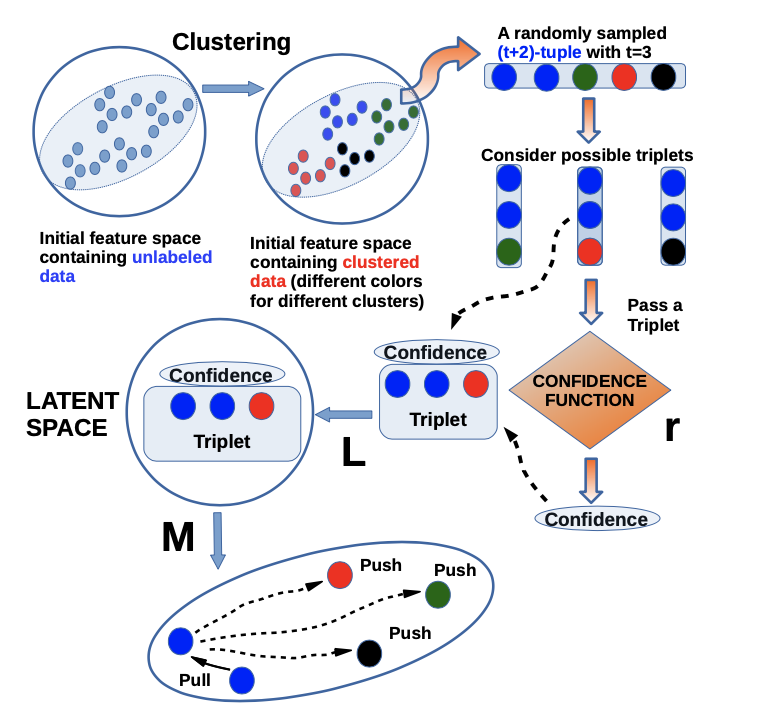 Clustering
A randomly sampled
(t+2)-tuple with t=3
Consider possible triplets
Initial feature space
containing unlabeled
data
Initial feature space
containing clustered
data (different colors
for different clusters)
Pass a
Triplet
CONFIDENCE
FUNCTION
r
Confidence
Confidence
Triplet
L
LATENT
SPACE
Confidence
Triplet
M
Push
Push
Push
Pull